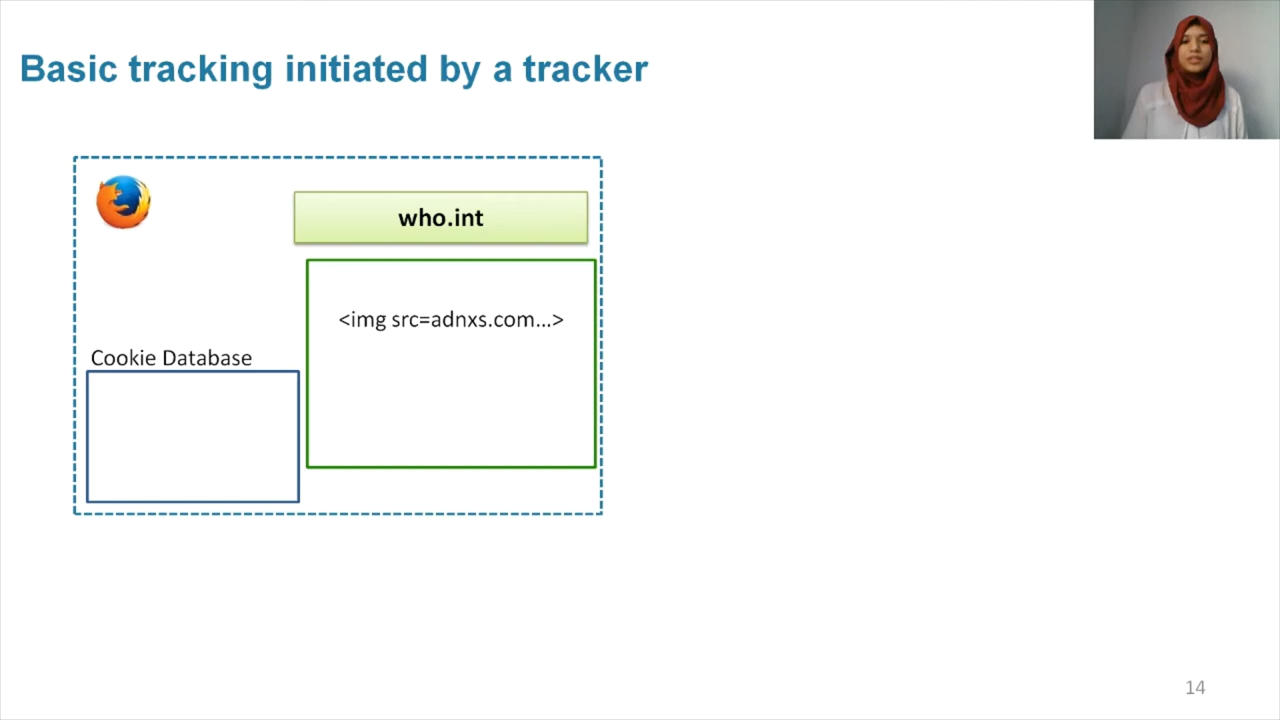 Basic tracking initiated by a tracker
who.int
<img src=adnxs.com...>
Cookie Database
14